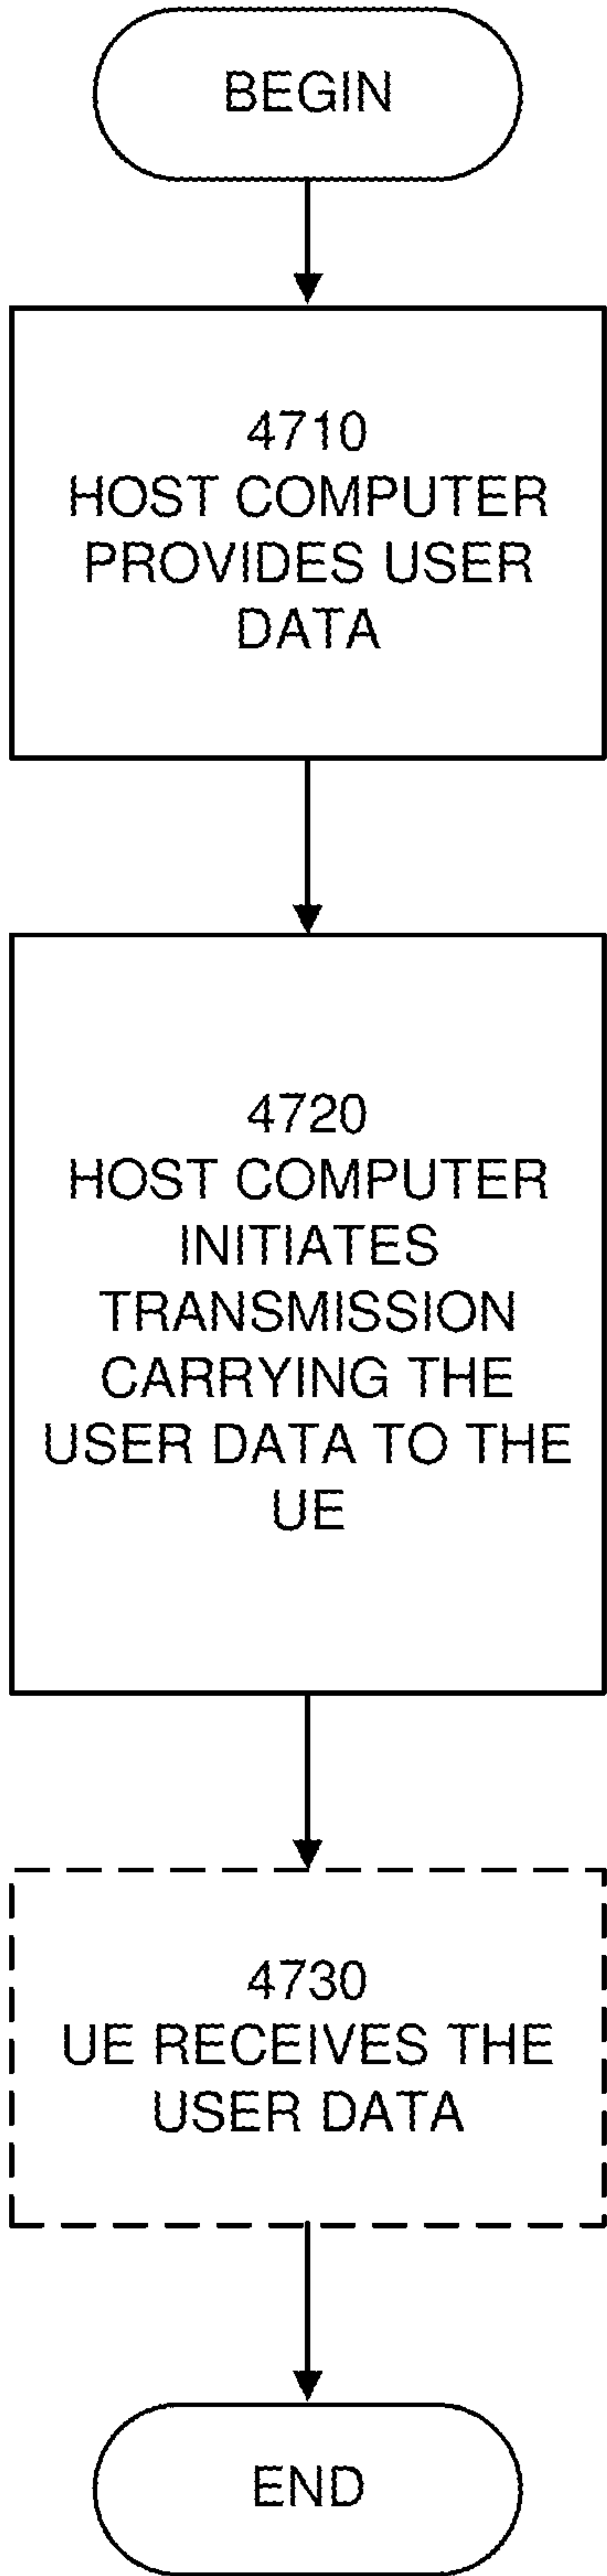 BEGIN
4710
HOST COMPUTER
PROVIDES USER
DATA
4720
HOST COMPUTER
INITIATES
TRANSMISSION
CARRYING THE
USER DATA TO THE
UE
4730
UE RECEIVES THE
USER DATA
END